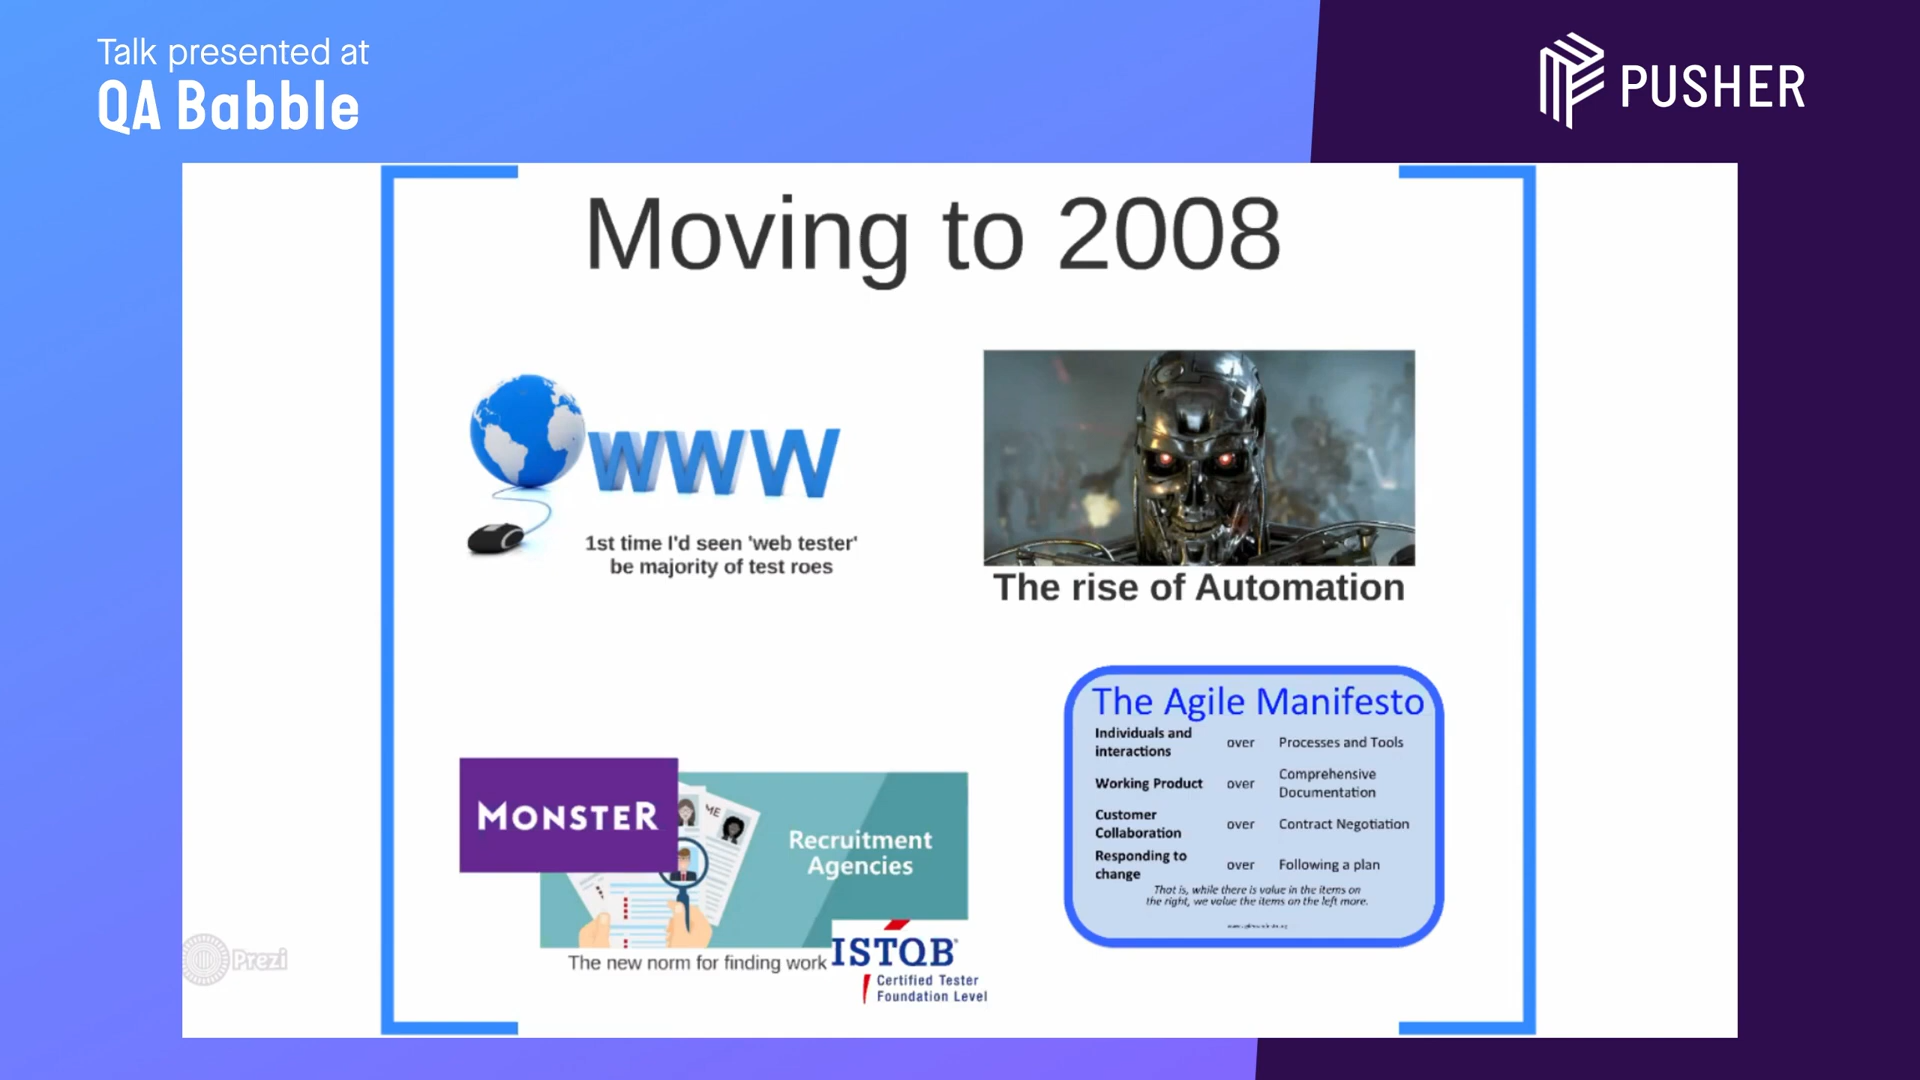 Talk presented at
QA Babble
PUSHER
Moving to 2008
WWW
1st time I'd seen 'web tester'
be majority of test roes
The rise of Automation
The Agile Manifesto
Individuals and
interactions
over
Processes and Tools
Working Product
over
Comprehensive
Documentation
Customer
Collaboration
over
Contract Negotiation
Responding to
change
over
Following a plan
That is, while there is value in the items on
the right, we value the items on the left more.
MONSTER
ME
Recruitment
Agencies
The new norm for finding work
ISTQB®
Certified Tester
Foundation Level
Prezi